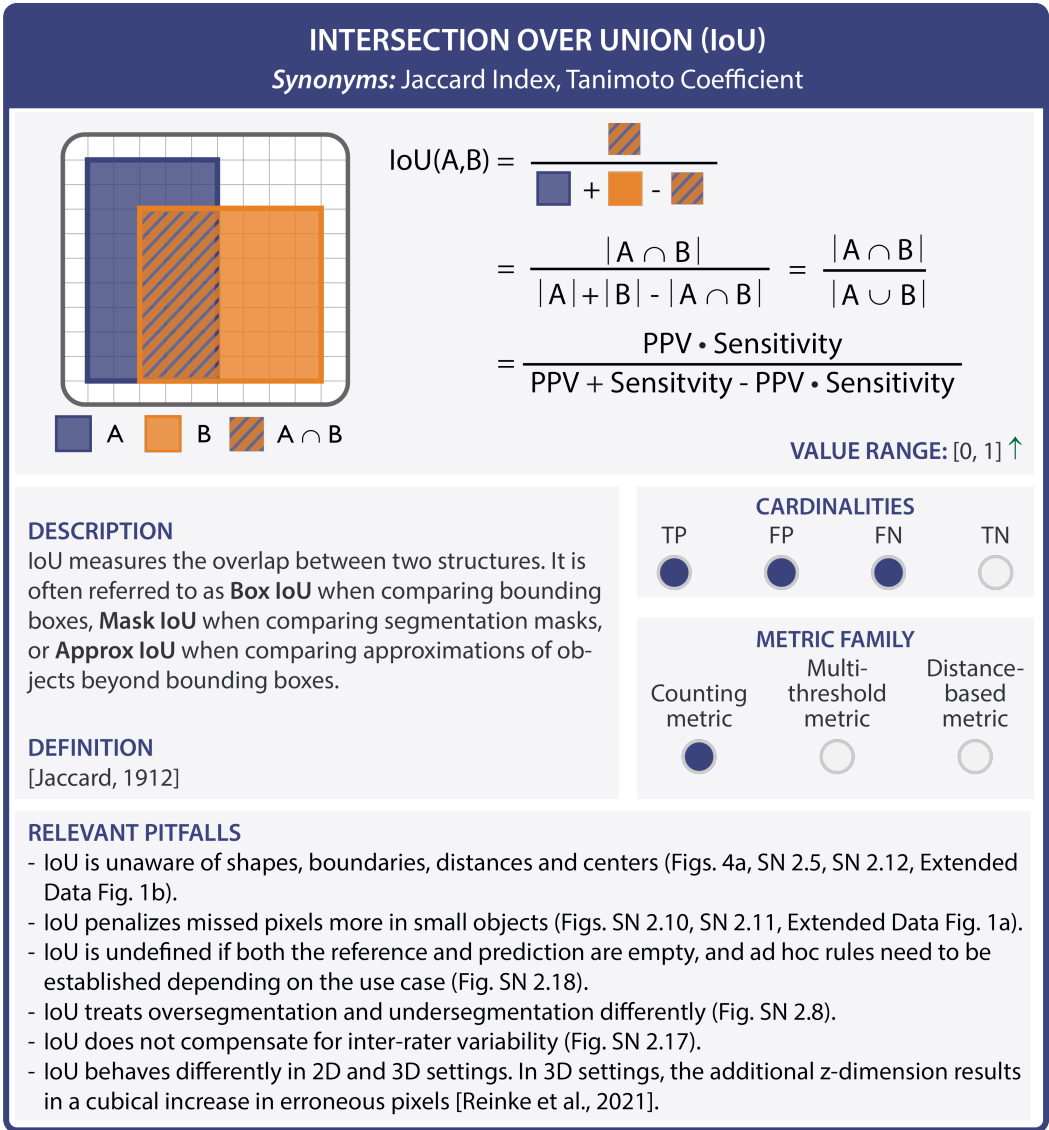 INTERSECTION OVER UNION (IoU)
Synonyms: Jaccard Index, Tanimoto Coefficient
IoU(A,B) =
+ -
= |A ∩ B| / |A|+|B| - |A ∩ B| = |A ∩ B| / |A ∪ B|
= PPV • Sensitivity / PPV + Sensitvity - PPV • Sensitivity
A B A ∩ B
VALUE RANGE: [0, 1] ↑
DESCRIPTION
IoU measures the overlap between two structures. It is
often referred to as Box IoU when comparing bounding
boxes, Mask IoU when comparing segmentation masks,
or Approx IoU when comparing approximations of ob-
jects beyond bounding boxes.
DEFINITION
[Jaccard, 1912]
CARDINALITIES
TP FP FN TN
METRIC FAMILY
Counting
metric
Multi-
threshold
metric
Distance-
based
metric
RELEVANT PITFALLS
- IoU is unaware of shapes, boundaries, distances and centers (Figs. 4a, SN 2.5, SN 2.12, Extended
Data Fig. 1b).
- IoU penalizes missed pixels more in small objects (Figs. SN 2.10, SN 2.11, Extended Data Fig. 1a).
- IoU is undefined if both the reference and prediction are empty, and ad hoc rules need to be
established depending on the use case (Fig. SN 2.18).
- IoU treats oversegmentation and undersegmentation differently (Fig. SN 2.8).
- IoU does not compensate for inter-rater variability (Fig. SN 2.17).
- IoU behaves differently in 2D and 3D settings. In 3D settings, the additional z-dimension results
in a cubical increase in erroneous pixels [Reinke et al., 2021].